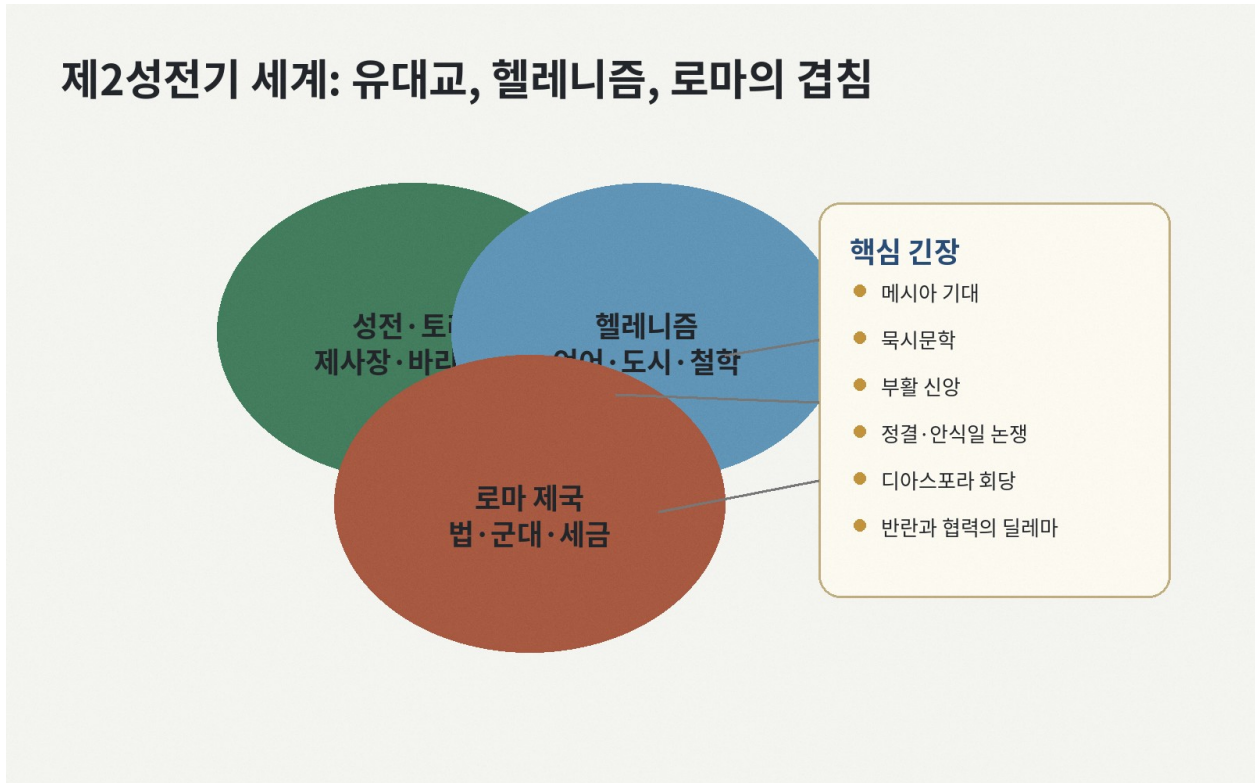 제2성전기 세계: 유대교, 헬레니즘, 로마의 겹침
성전·토
제사장·바리
헬레니즘
도시·철학
로마 제국
법·군대·세금
핵심 긴장
메시아 기대
묵시문학
부활 신앙
정결·안식일 논쟁
디아스포라 회당
반란과 협력의 딜레마